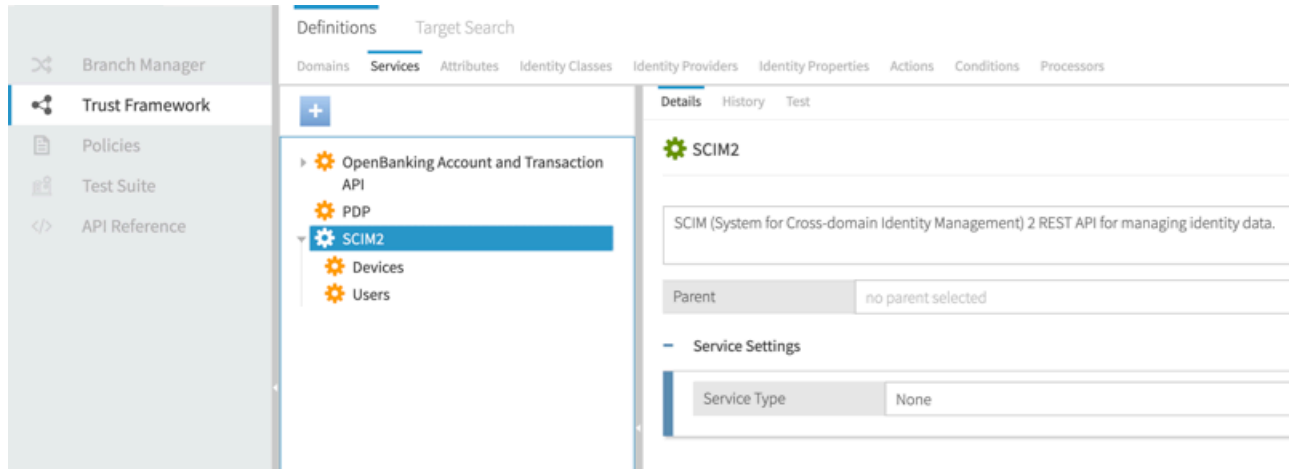 Definitions Target Search
Branch Manager
Trust Framework
Policies
Test Suite
API Reference
Domains Services Attributes Identity Classes Identity Providers Identity Properties Actions Conditions Processors
+
OpenBanking Account and Transaction
API
PDP
SCIM2
Devices
Users
Details History Test
SCIM2
SCIM (System for Cross-domain Identity Management) 2 REST API for managing identity data.
Parent no parent selected
Service Settings
Service Type None